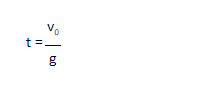 v₀
t = —
g